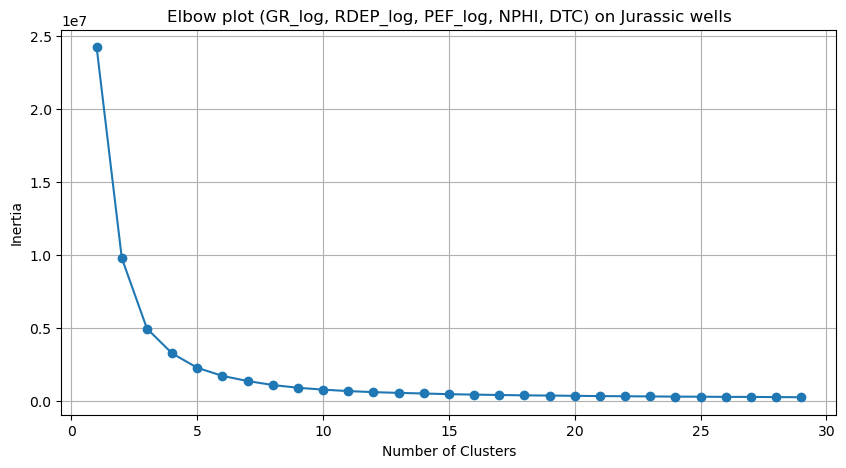 Elbow plot (GR_log, RDEP_log, PEF_log, NPHI, DTC) on Jurassic wells
1e7
2.5
2.0
1.5
1.0
0.5
0.0
Inertia
0 5 10 15 20 25 30
Number of Clusters